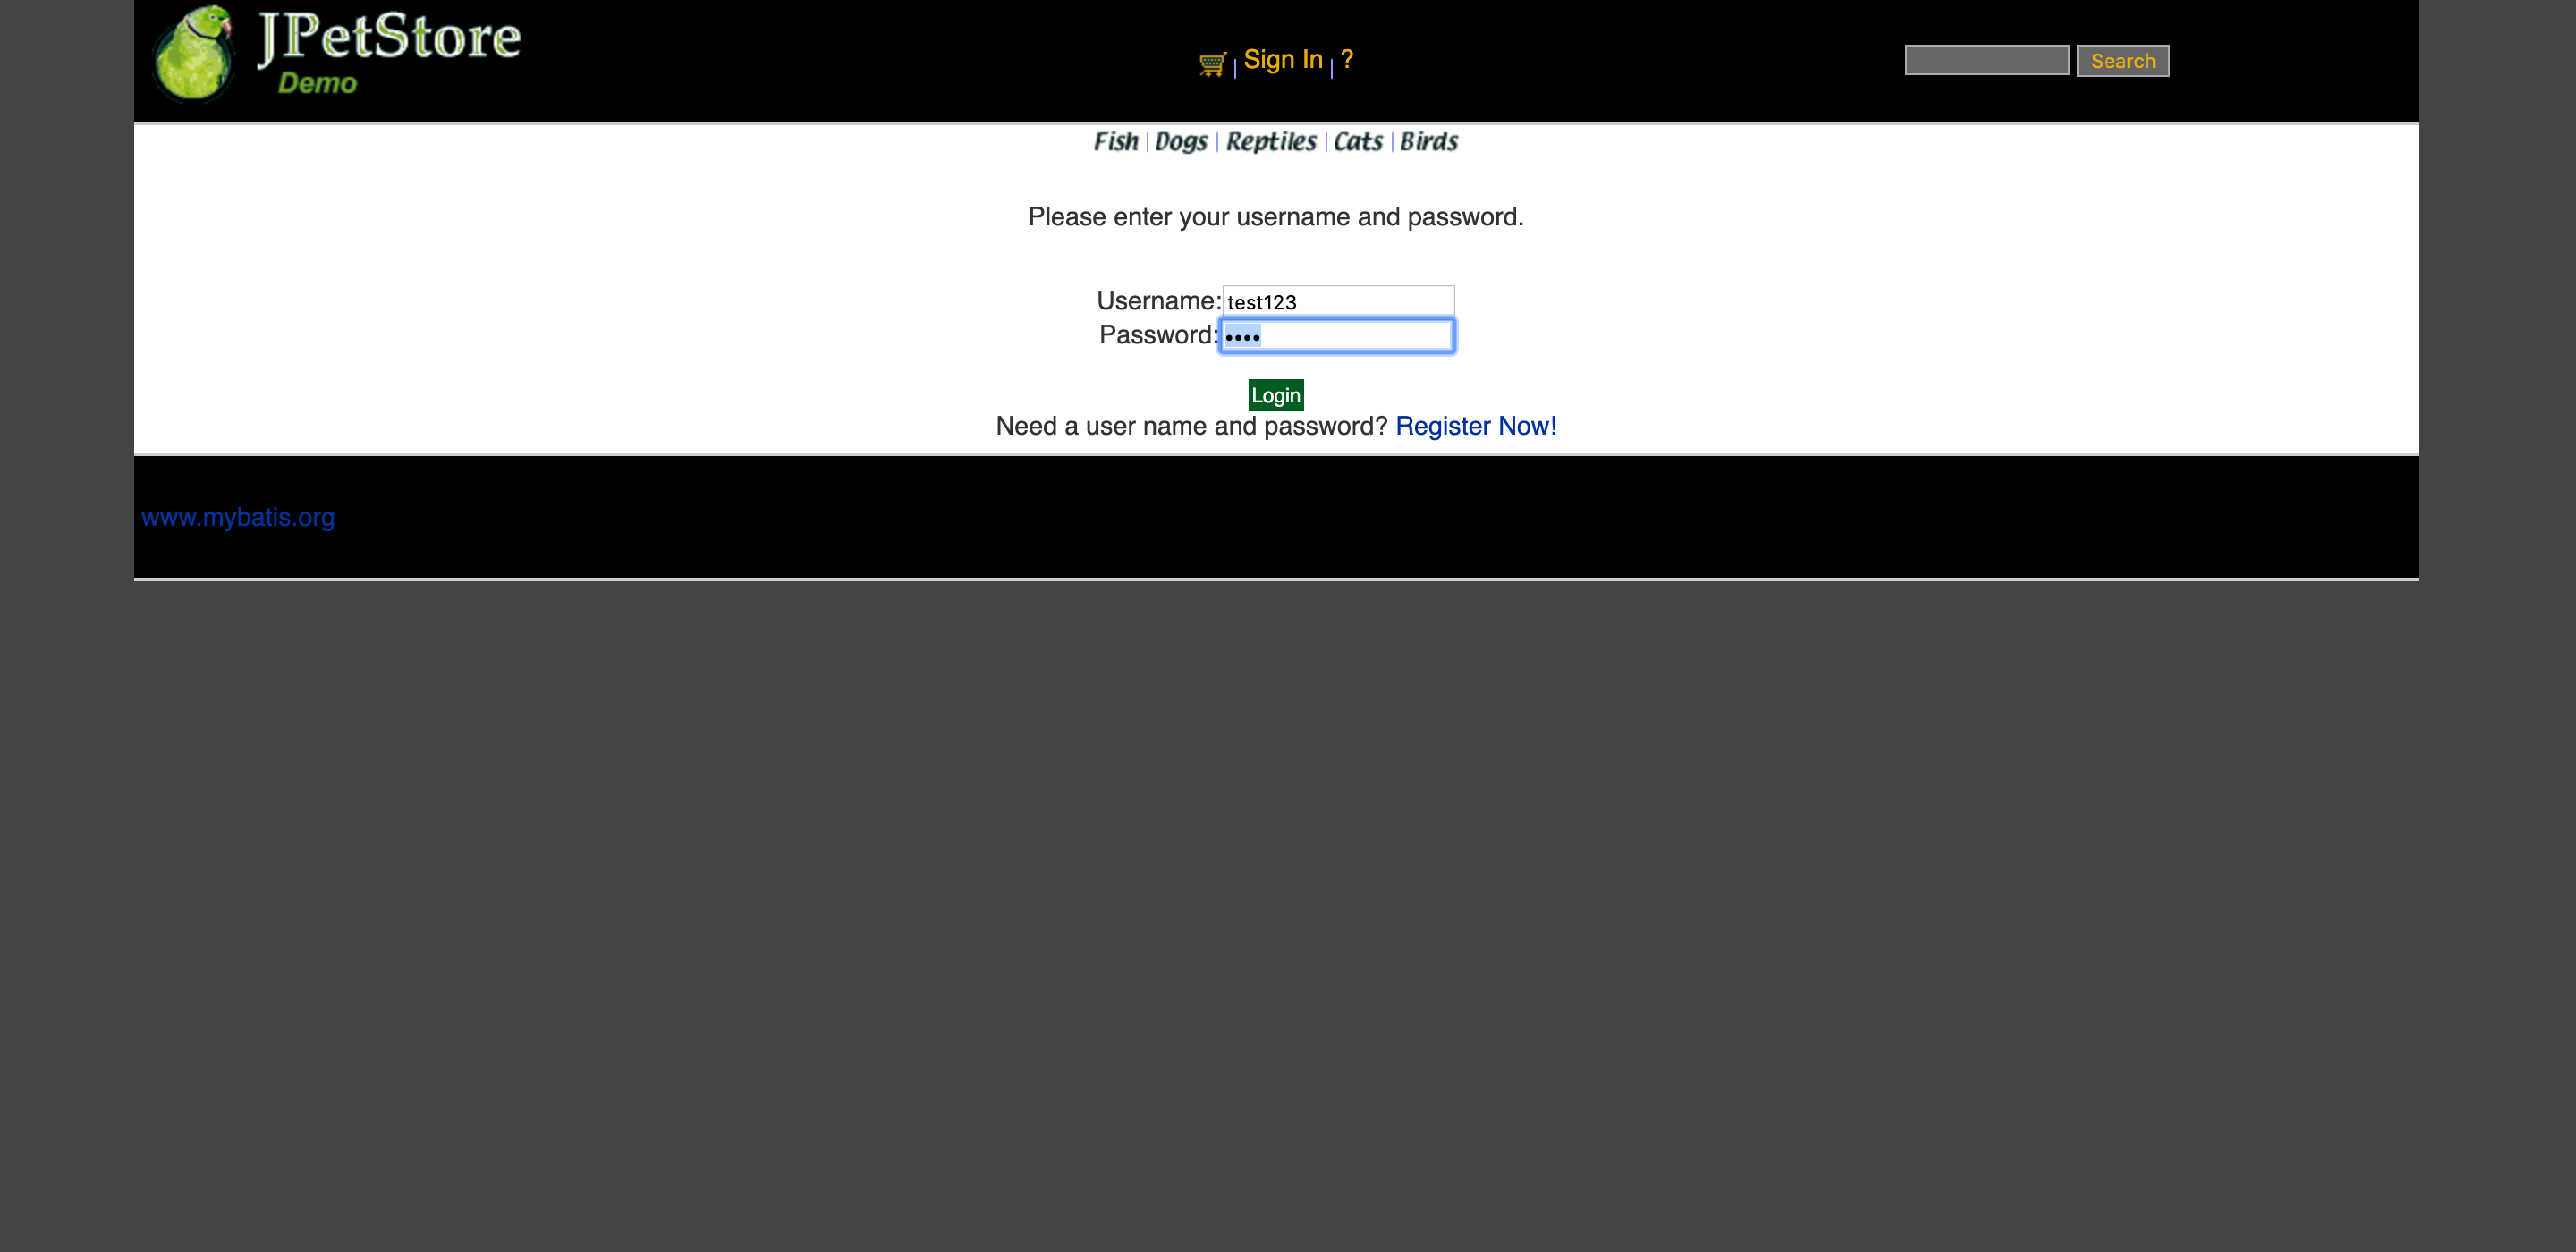 JPetStore
Demo
Sign In | ?
Search
Fish | Dogs | Reptiles | Cats | Birds
Please enter your username and password.
Username: test123
Password: ••••
Login
Need a user name and password? Register Now!
www.mybatis.org